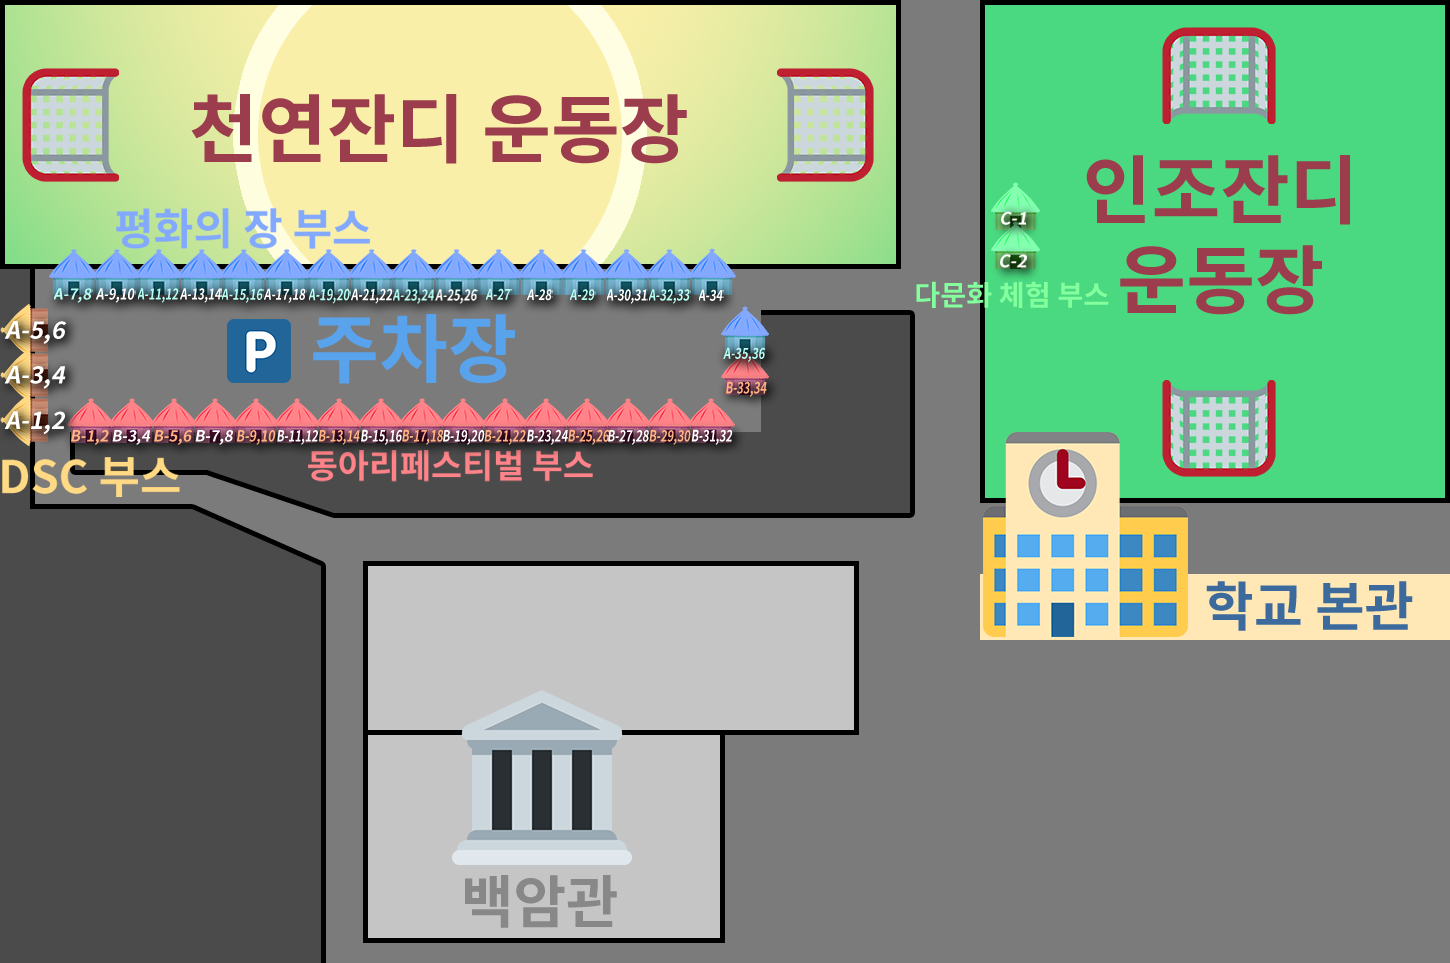 천연잔디 운동장
평화의 장 부스
A-7,8 A-9,10 A-11,12 A-13,14 A-15,16 A-17,18 A-19,20 A-21,22 A-23,24 A-25,26 A-27 A-28 A-29 A-30,31 A-32,33 A-34
A-5,6
A-3,4
A-1,2
P 주차장
A-35,36
B-33,34
B-1,2 B-3,4 B-5,6 B-7,8 B-9,10 B-11,12 B-13,14 B-15,16 B-17,18 B-19,20 B-21,22 B-23,24 B-25,26 B-27,28 B-29,30 B-31,32
DSC 부스
동아리페스티벌 부스
인조잔디
운동장
C-1
C-2
다문화 체험 부스
학교 본관
백암관